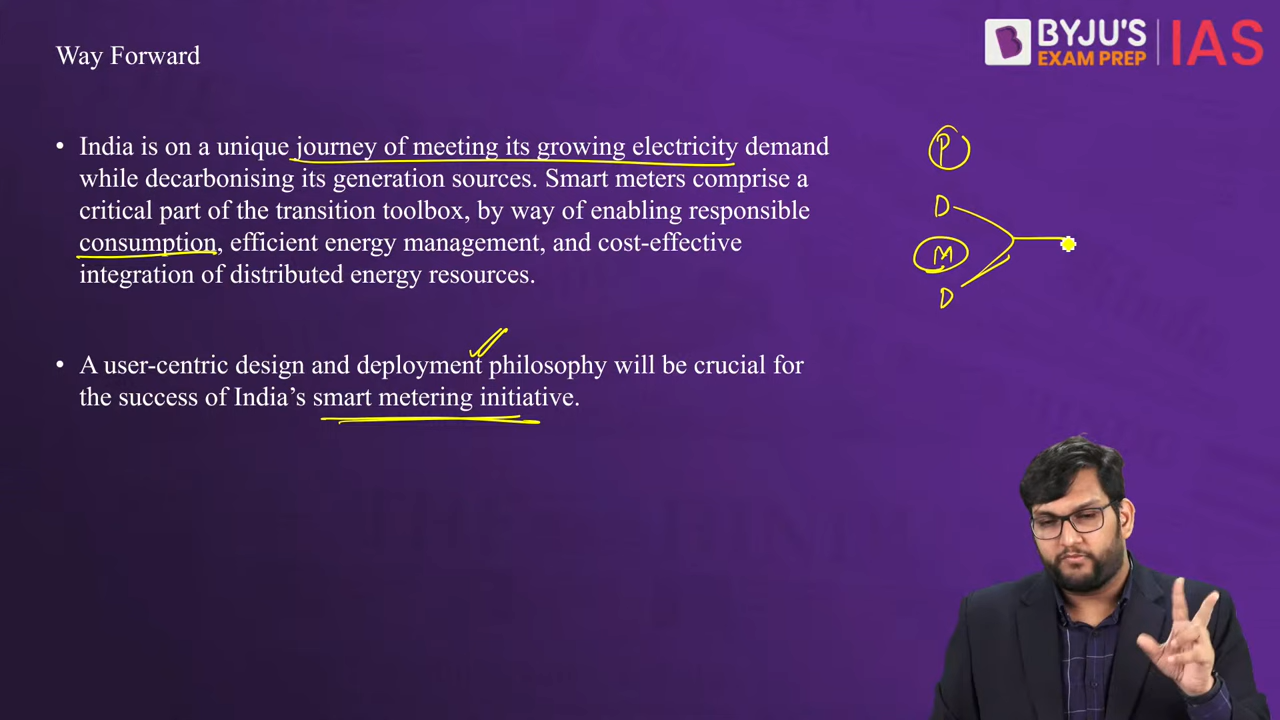 Way Forward
BYJU'S
EXAM PREP
IAS
• India is on a unique journey of meeting its growing electricity demand
while decarbonising its generation sources. Smart meters comprise a
critical part of the transition toolbox, by way of enabling responsible
consumption, efficient energy management, and cost-effective
integration of distributed energy resources.
P
D
M
D
• A user-centric design and deployment philosophy will be crucial for
the success of India’s smart metering initiative.